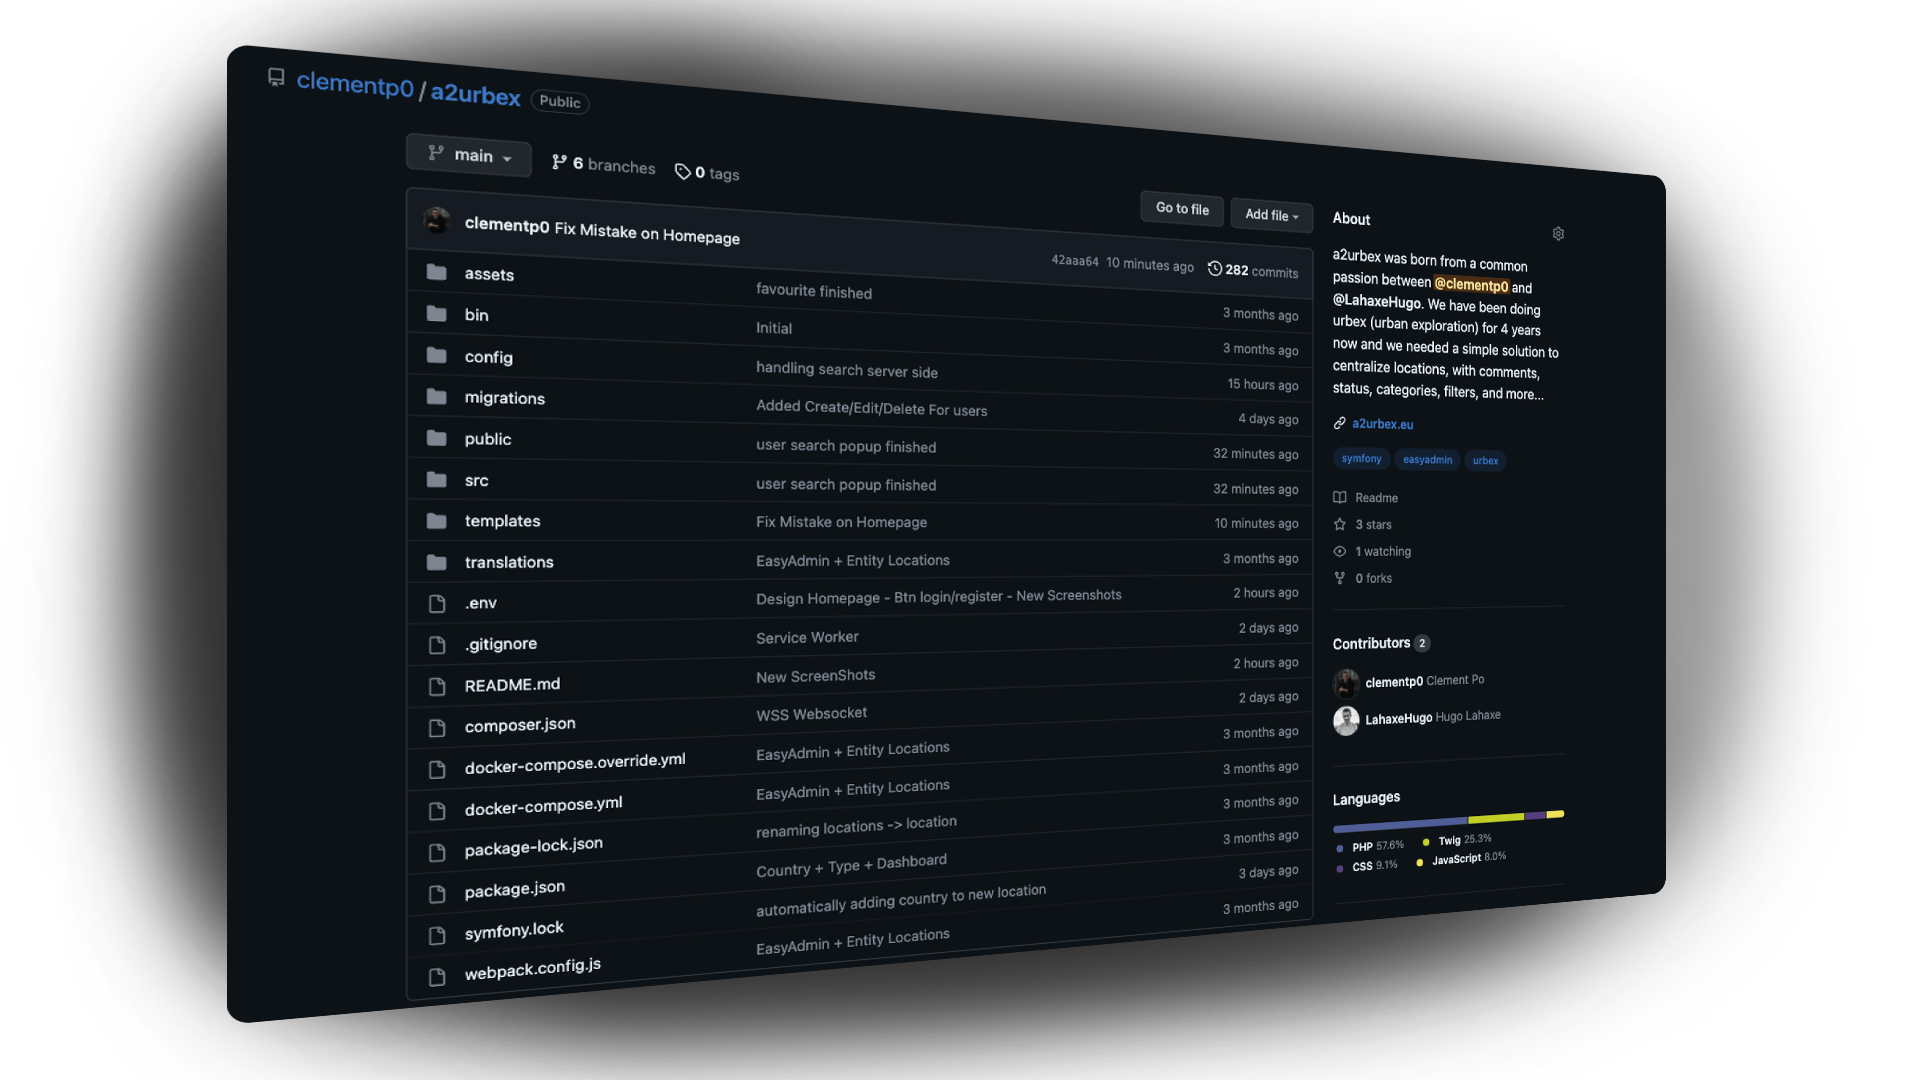 clementp0 / a2urbex Public
main 6 branches 0 tags
Go to file Add file
clementp0 Fix Mistake on Homepage 42aaa64 10 minutes ago 282 commits
assets favourite finished 3 months ago
bin Initial 3 months ago
config handling search server side 15 hours ago
migrations Added Create/Edit/Delete For users 4 days ago
public user search popup finished 32 minutes ago
src user search popup finished 32 minutes ago
templates Fix Mistake on Homepage 10 minutes ago
translations EasyAdmin + Entity Locations 3 months ago
.env Design Homepage - Btn login/register - New Screenshots 2 hours ago
.gitignore Service Worker 2 days ago
README.md New ScreenShots 2 hours ago
composer.json WSS Websocket 2 days ago
docker-compose.override.yml EasyAdmin + Entity Locations 3 months ago
docker-compose.yml EasyAdmin + Entity Locations 3 months ago
package-lock.json renaming locations -> location 3 months ago
package.json Country + Type + Dashboard 3 months ago
symfony.lock automatically adding country to new location 3 days ago
webpack.config.js EasyAdmin + Entity Locations 3 months ago
About
a2urbex was born from a common
passion between @clementp0 and
@LahaxeHugo. We have been doing
urbex (urban exploration) for 4 years
now and we needed a simple solution to
centralize locations, with comments,
status, categories, filters, and more...
a2urbex.eu
symfony easyadmin urbex
Readme
3 stars
1 watching
0 forks
Contributors 2
clementp0 Clement Po
LahaxeHugo Hugo Lahaxe
Languages
PHP 57.6% Twig 25.3%
CSS 9.1% JavaScript 8.0%